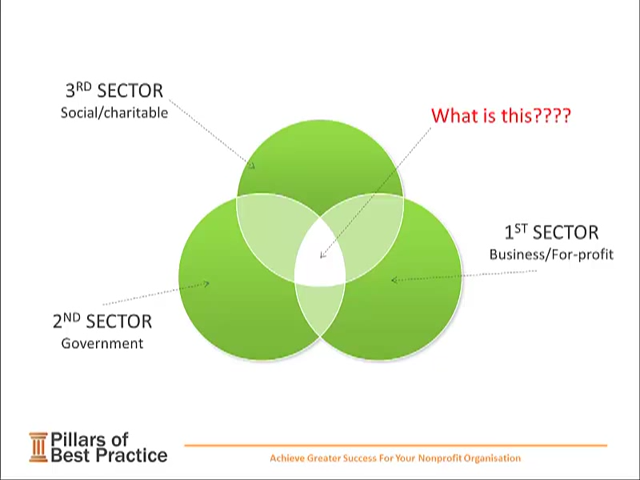 3RD SECTOR
Social/charitable
What is this????
1ST SECTOR
Business/For-profit
2ND SECTOR
Government
Pillars of
Best Practice
Achieve Greater Success For Your Nonprofit Organisation